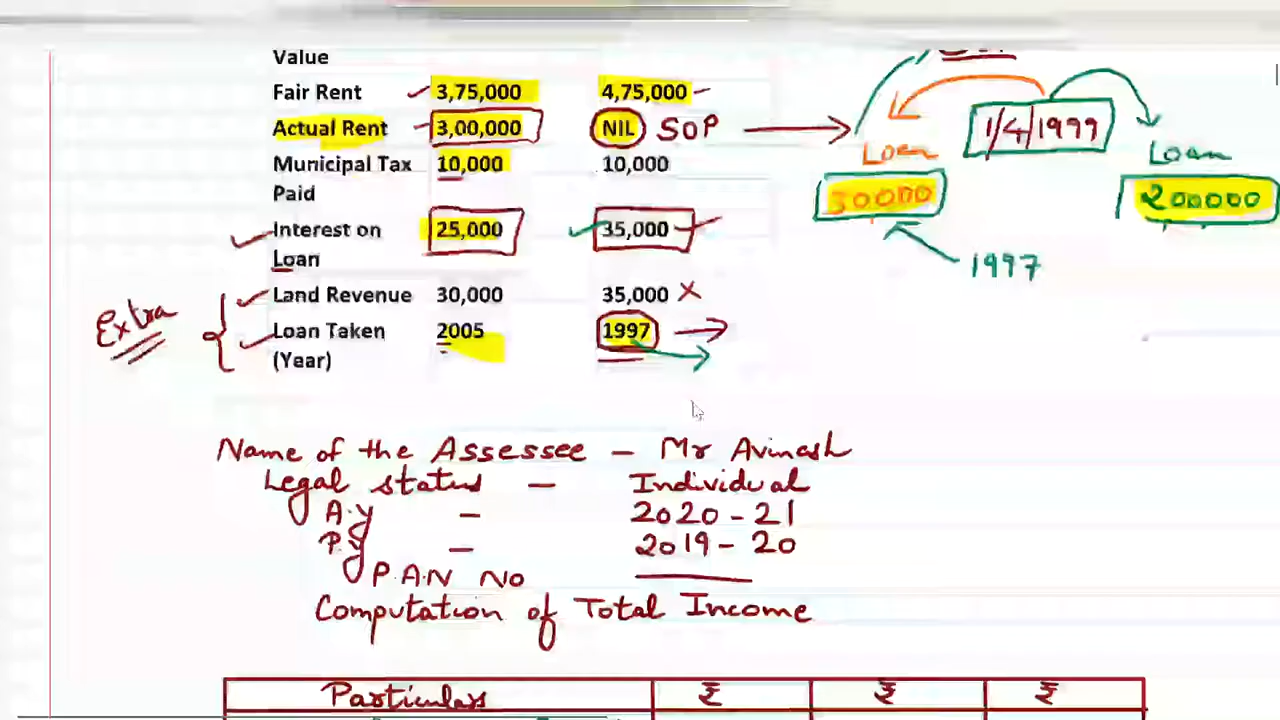 Value
Fair Rent 3,75,000 4,75,000
Actual Rent 3,00,000 NIL SOP 1/4/1999
Municipal Tax 10,000 10,000 Loan Loan
Paid 30000 200000
Interest on 25,000 35,000
Loan 1997
Land Revenue 30,000 35,000 X
Extra
Loan Taken 2005 1997
(Year)
Name of the Assessee - Mr Avinash
Legal status - Individual
A.y - 2020-21
P.y - 2019-20
P.A.N No
Computation of Total Income
Particulars ₹ ₹ ₹